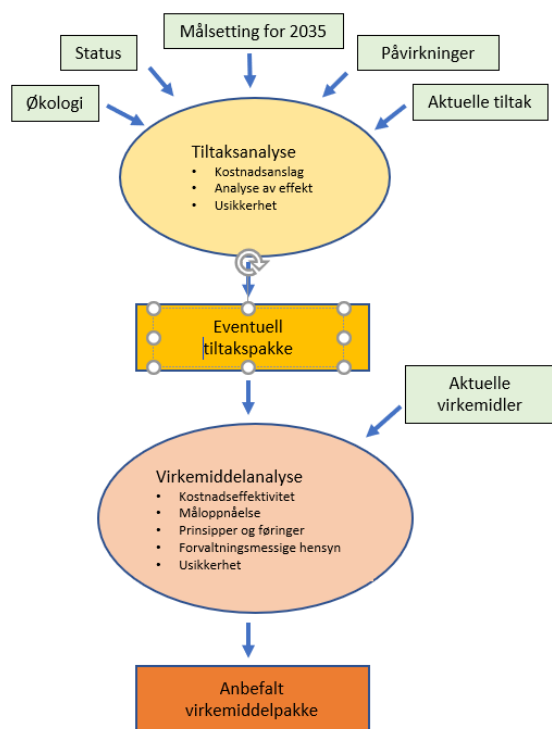 Målsetting for 2035
Status
Påvirkninger
Økologi
Aktuelle tiltak
Tiltaksanalyse
• Kostnadsanslag
• Analyse av effekt
• Usikkerhet
Eventuell
tiltakspakke
Aktuelle
virkemidler
Virkemiddelanalyse
• Kostnadseffektivitet
• Måloppnåelse
• Prinsipper og føringer
• Forvaltningsmessige hensyn
• Usikkerhet
Anbefalt
virkemiddelpakke